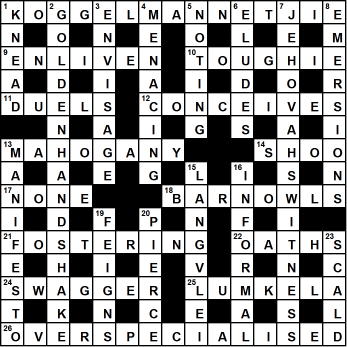 KOGGELMANNETJIE
N O N E O L E M
ENLIVEN TOUGHIE
E D I A I D O R
DUELS CONCEIVES
N A I G S A I
MAHOGANY SHOO
A A E G L I S N
NONE BARNOWLS
I D F P N F I
FOSTERING OATHS
E H I E V R N C
SWAGGER LUMKELA
T K N C L A S L
OVERSPECIALISED